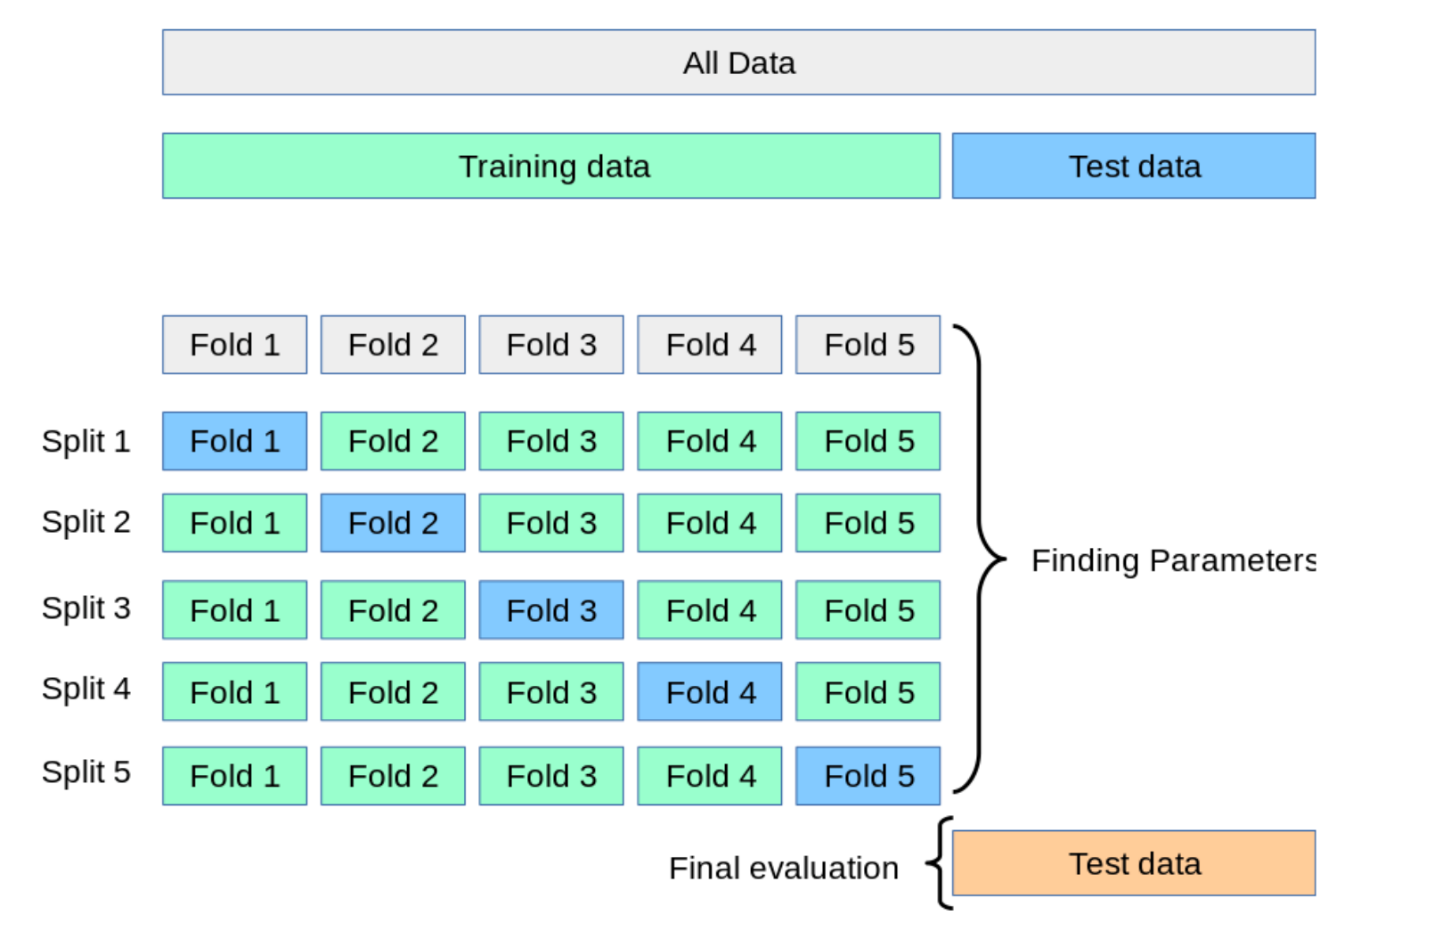 All Data
Training data Test data
Fold 1 Fold 2 Fold 3 Fold 4 Fold 5
Split 1 Fold 1 Fold 2 Fold 3 Fold 4 Fold 5
Split 2 Fold 1 Fold 2 Fold 3 Fold 4 Fold 5
Finding Parameters
Split 3 Fold 1 Fold 2 Fold 3 Fold 4 Fold 5
Split 4 Fold 1 Fold 2 Fold 3 Fold 4 Fold 5
Split 5 Fold 1 Fold 2 Fold 3 Fold 4 Fold 5
Final evaluation Test data